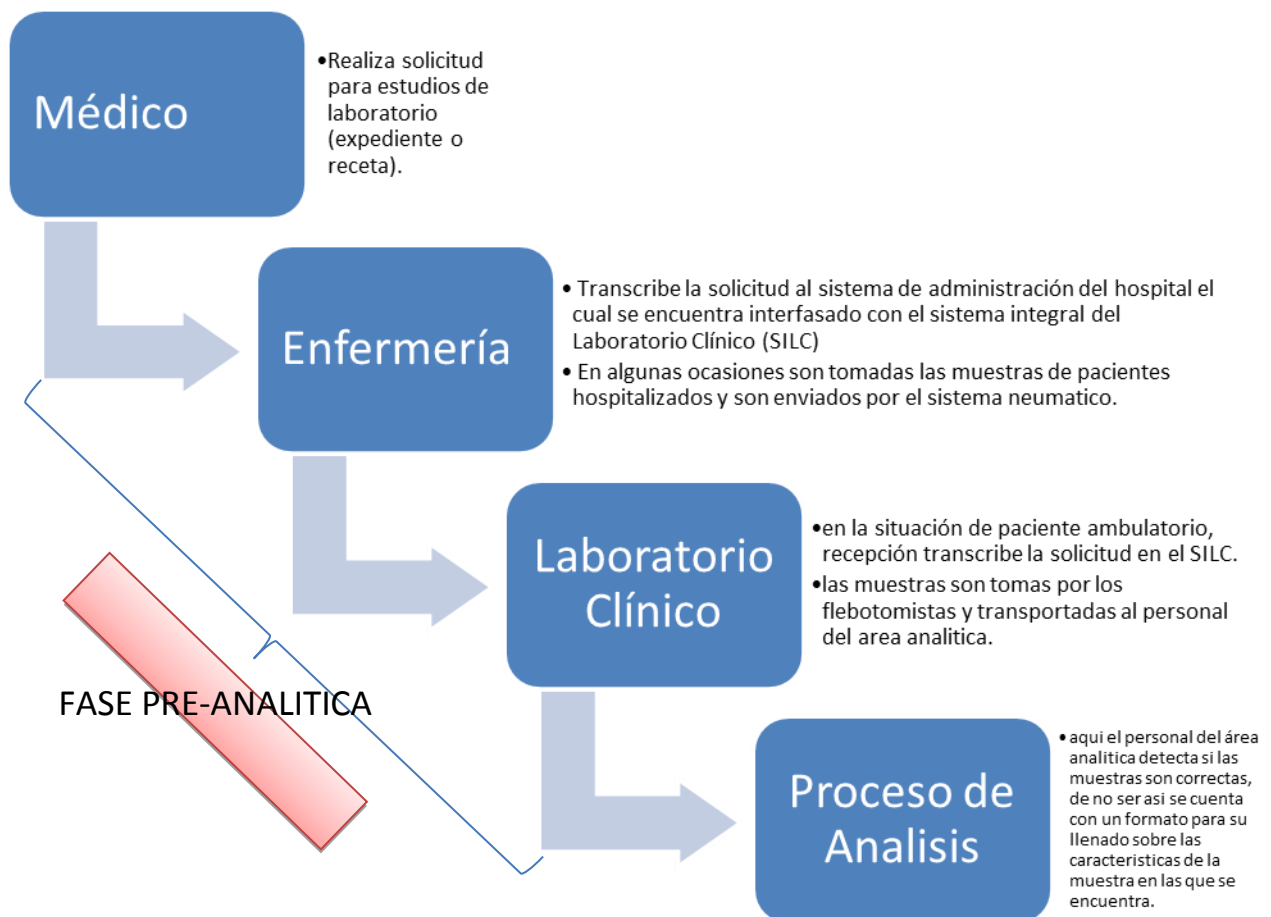 Médico
•Realiza solicitud
para estudios de
laboratorio
(expediente o
receta).
Enfermería
• Transcribe la solicitud al sistema de administración del hospital el
cual se encuentra interfasado con el sistema integral del
Laboratorio Clínico (SILC)
• En algunas ocasiones son tomadas las muestras de pacientes
hospitalizados y son enviados por el sistema neumatico.
Laboratorio
Clínico
•en la situación de paciente ambulatorio,
recepción transcribe la solicitud en el SILC.
•las muestras son tomas por los
flebotomistas y transportadas al personal
del area analitica.
FASE PRE-ANALITICA
Proceso de
Analisis
• aqui el personal del área
analitica detecta si las
muestras son correctas,
de no ser asi se cuenta
con un formato para su
llenado sobre las
caracteristicas de la
muestra en las que se
encuentra.